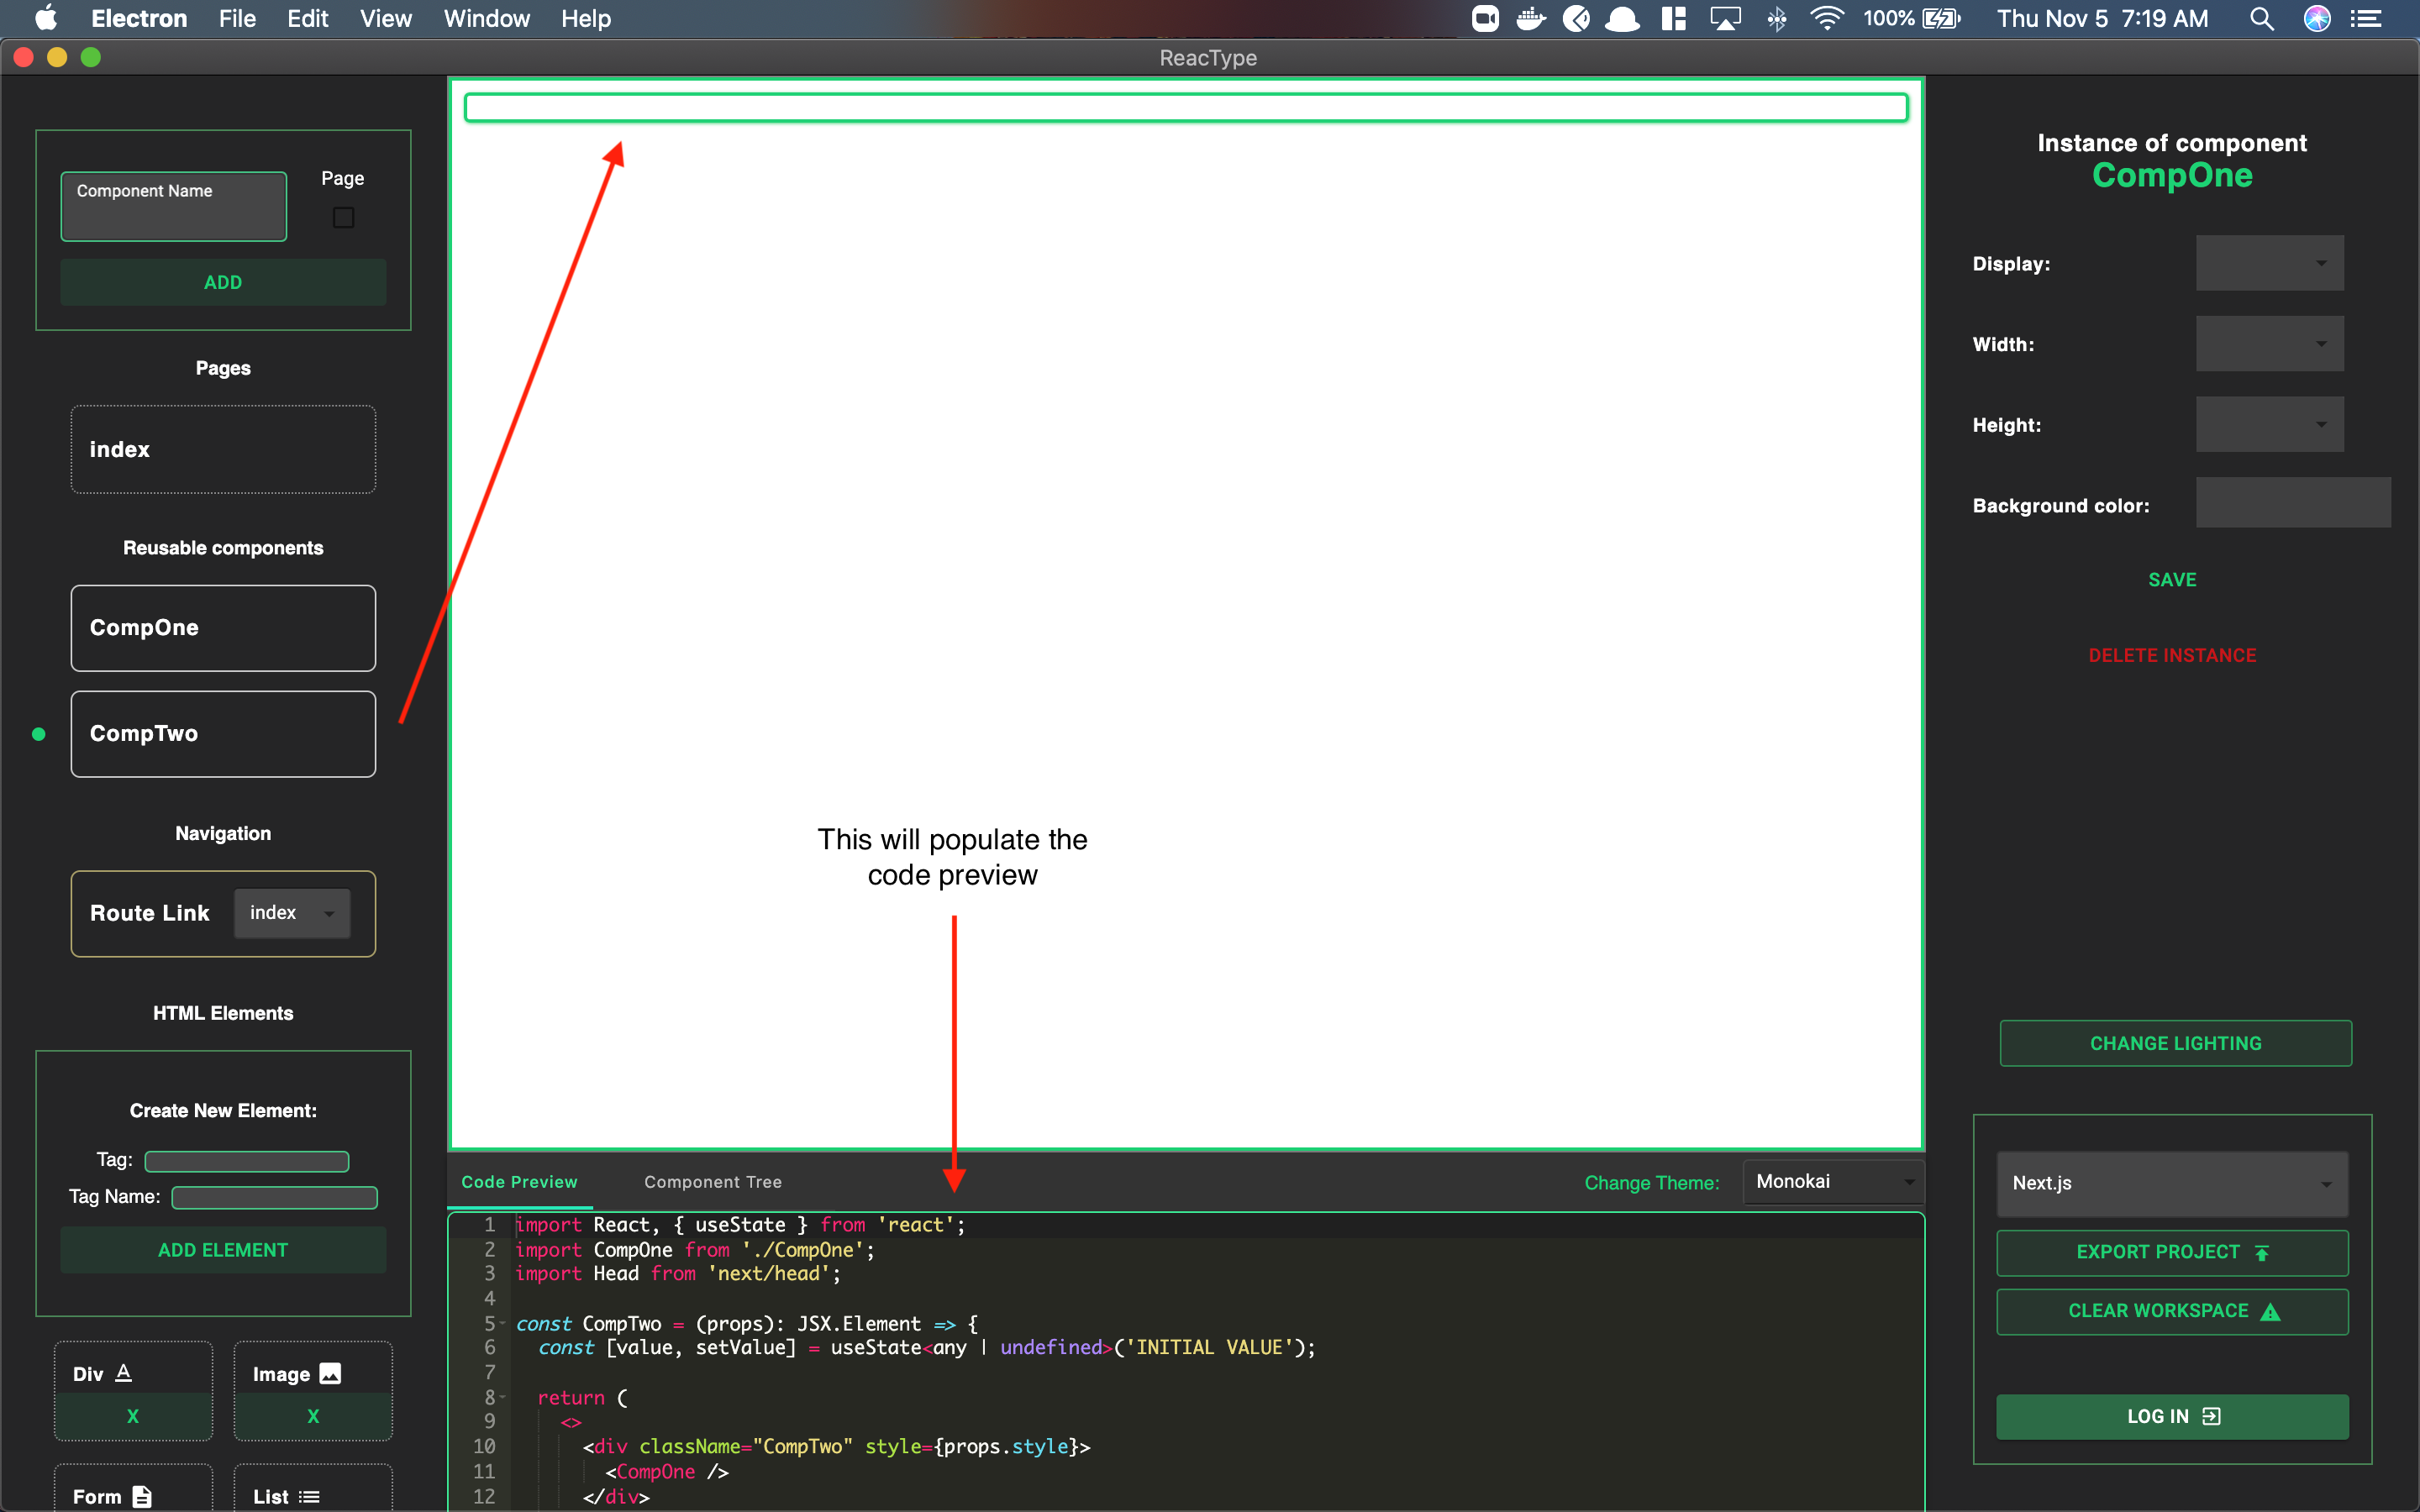 Electron File Edit View Window Help 100% Thu Nov 5 7:19 AM
ReacType
Component Name
Page
ADD
Pages
index
Reusable components
CompOne
CompTwo
Navigation
Route Link index
HTML Elements
Create New Element:
Tag:
Tag Name:
ADD ELEMENT
Div
X
Image
X
Form
List
This will populate the
code preview
Code Preview Component Tree Change Theme: Monokai
1 import React, { useState } from 'react';
2 import CompOne from './CompOne';
3 import Head from 'next/head';
4
5 const CompTwo = (props): JSX.Element => {
6 const [value, setValue] = useState<any | undefined>('INITIAL VALUE');
7
8 return (
9 <>
10 <div className="CompTwo" style={props.style}>
11 <CompOne />
12 </div>
Instance of component
CompOne
Display:
Width:
Height:
Background color:
SAVE
DELETE INSTANCE
CHANGE LIGHTING
Next.js
EXPORT PROJECT
CLEAR WORKSPACE
LOG IN